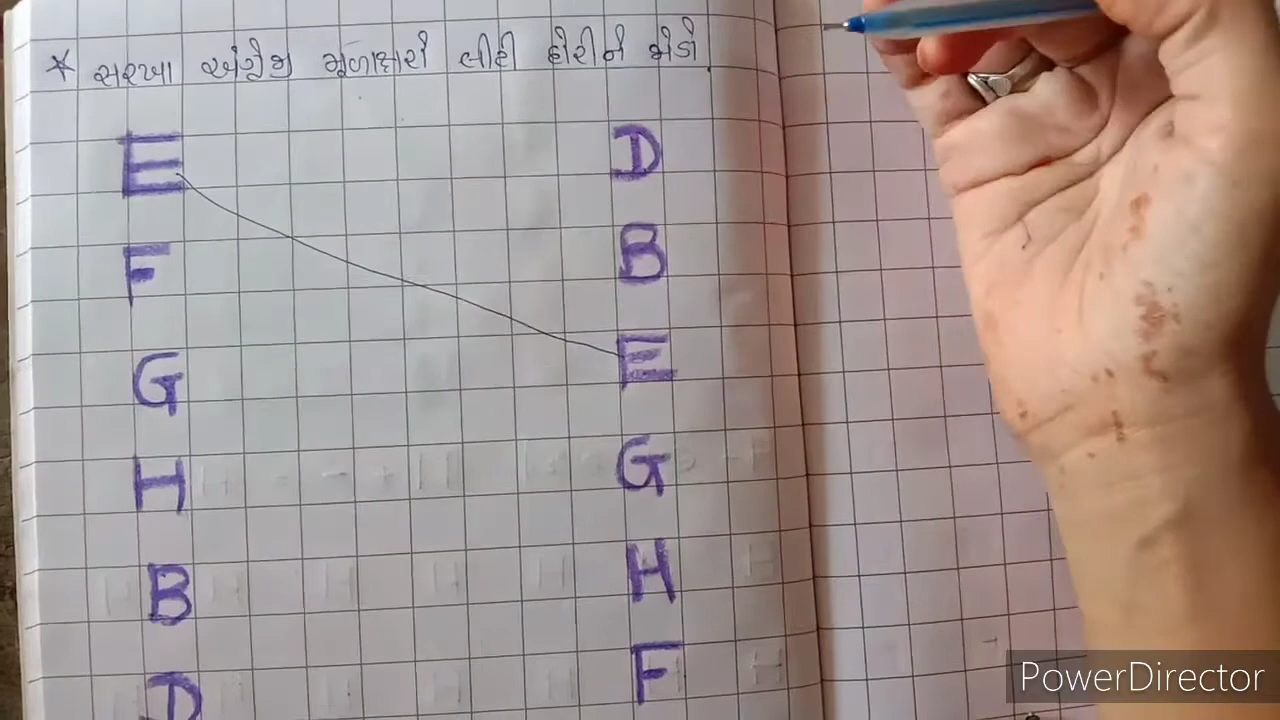 * સરખા અંગ્રેજી મૂળાક્ષરો લીટી દોરીને જોડો.
E D
F B
G E
H G
B H
D F
PowerDirector